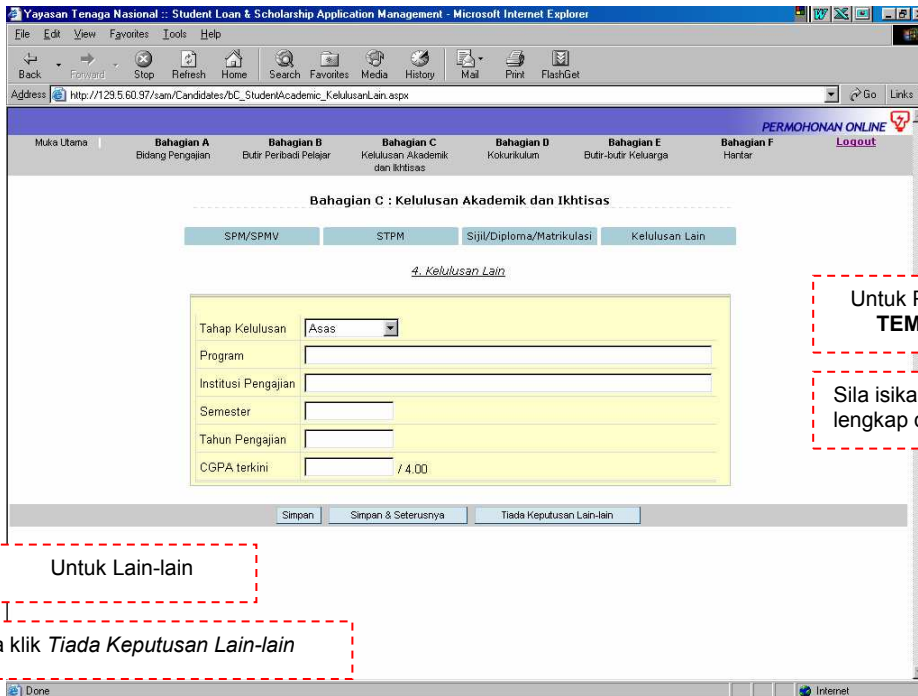 Yayasan Tenaga Nasional :: Student Loan & Scholarship Application Management - Microsoft Internet Explorer
File Edit View Favorites Tools Help
Back Forward Stop Refresh Home Search Favorites Media History Mail Print FlashGet
Address http://129.5.60.97/sam/Candidates/bC_StudentAcademic_KelulusanLain.aspx Go Links
PERMOHONAN ONLINE
Muka Utama Bahagian A Bahagian B Bahagian C Bahagian D Bahagian E Bahagian F Logout
Bidang Pengajian Butir Peribadi Pelajar Kelulusan Akademik Kokurikulum Butir-butir Keluarga Hantar
dan Ikhtisas
Bahagian C : Kelulusan Akademik dan Ikhtisas
SPM/SPMV STPM Sijil/Diploma/Matrikulasi Kelulusan Lain
4. Kelulusan Lain
Tahap Kelulusan Asas
Program
Institusi Pengajian
Semester
Tahun Pengajian
CGPA terkini / 4.00
Untuk
TEM
Sila isika
lengkap
Simpan Simpan & Seterusnya Tiada Keputusan Lain-lain
Untuk Lain-lain
klik Tiada Keputusan Lain-lain
Done Internet